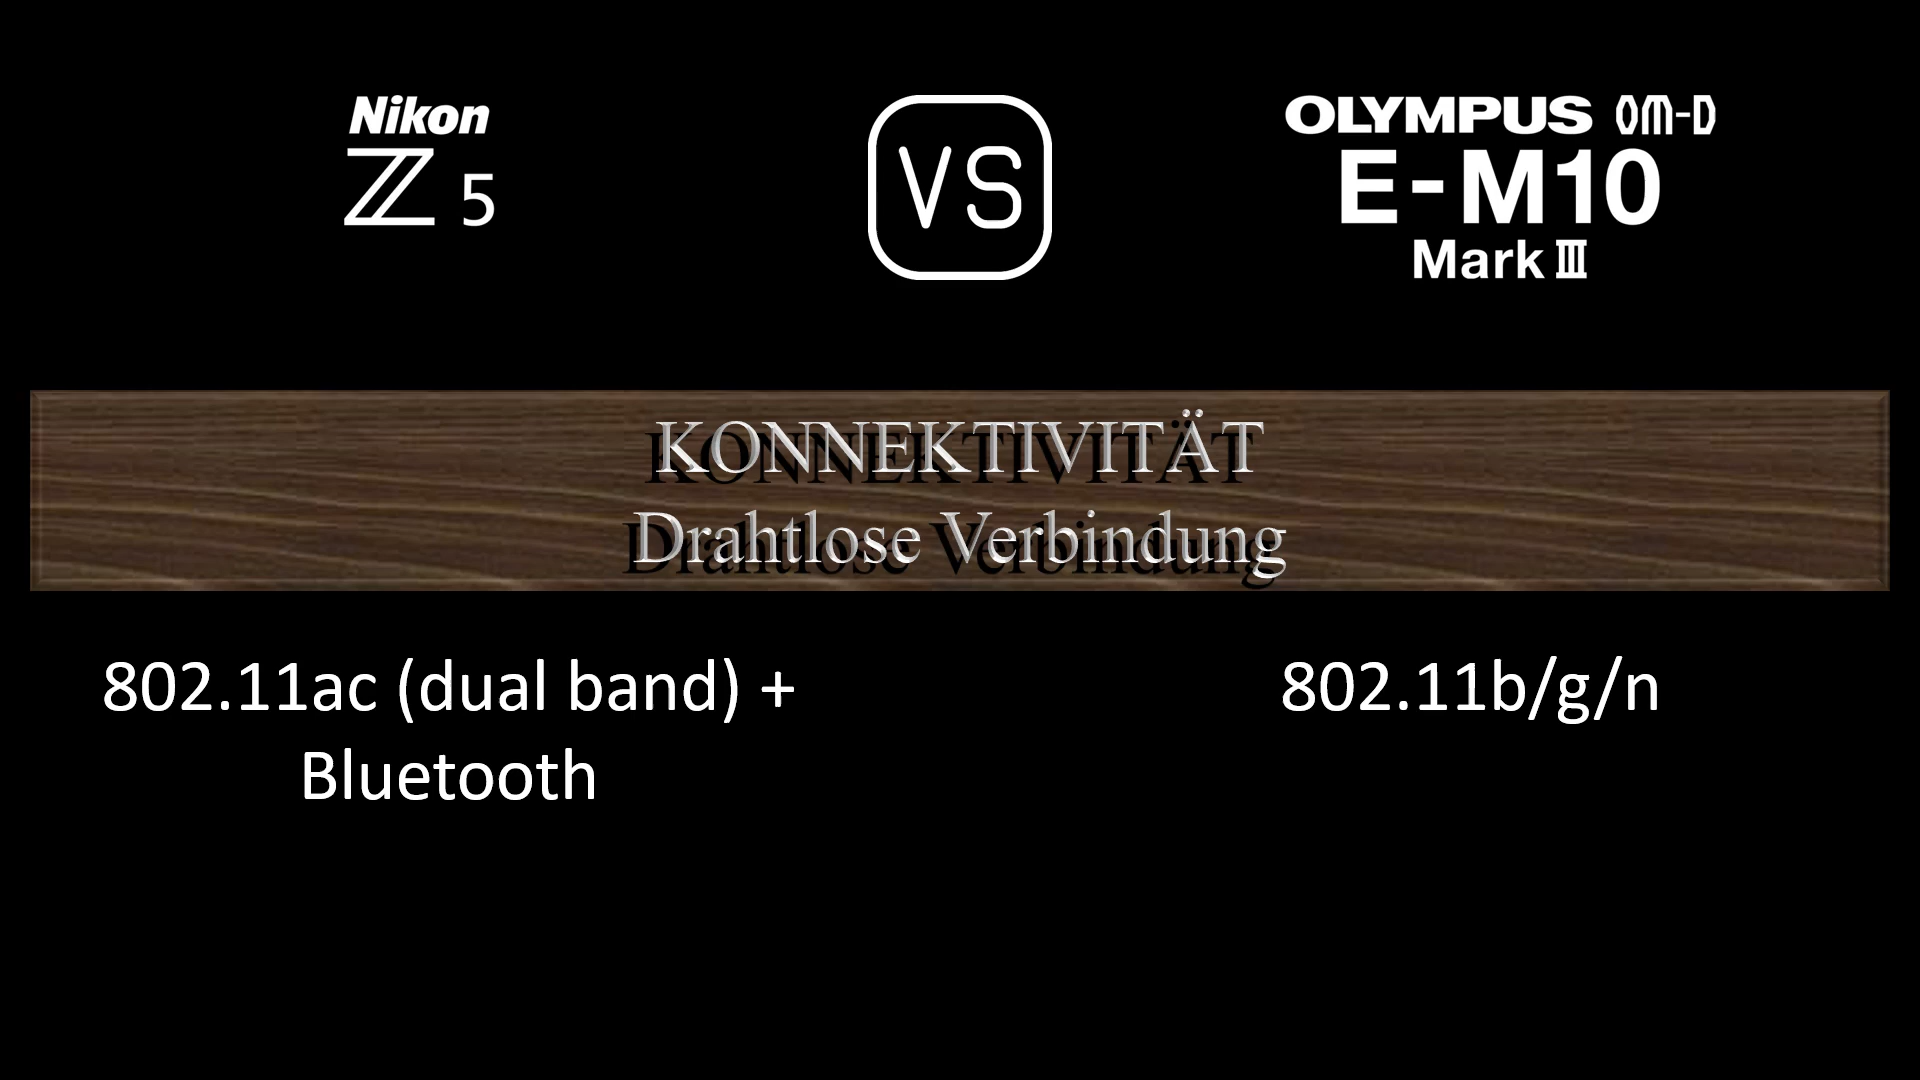 Nikon
Z 5
VS
OLYMPUS OM-D
E-M10
Mark III
KONNEKTIVITÄT
Drahtlose Verbindung
802.11ac (dual band) +
Bluetooth
802.11b/g/n